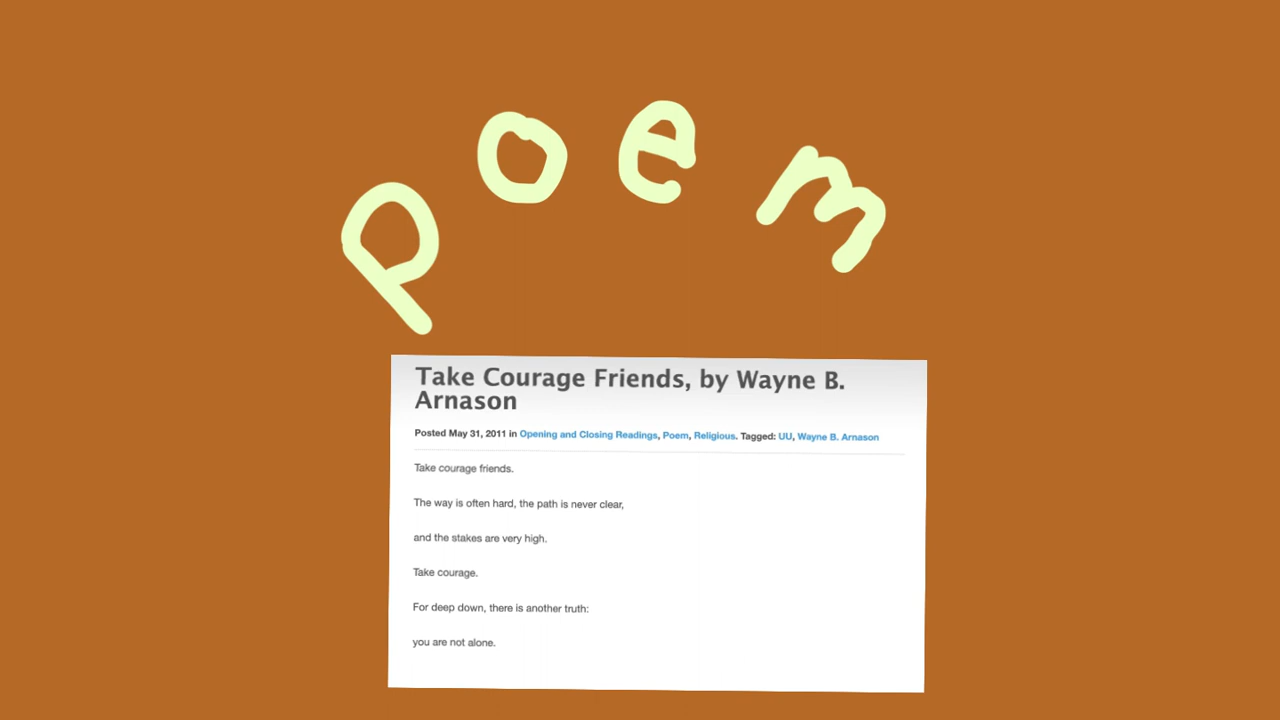 Poem
Take Courage Friends, by Wayne B.
Arnason
Posted May 31, 2011 in Opening and Closing Readings, Poem, Religious. Tagged: UU, Wayne B. Arnason
Take courage friends.
The way is often hard, the path is never clear,
and the stakes are very high.
Take courage.
For deep down, there is another truth:
you are not alone.